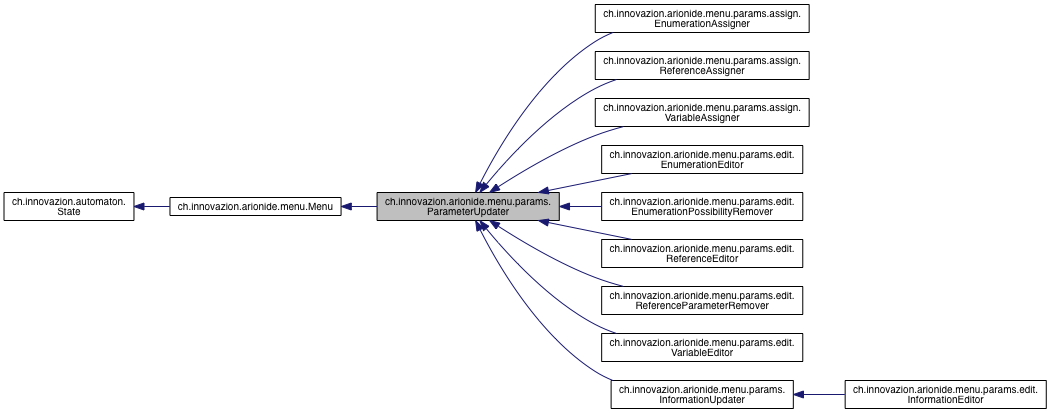 ch.innovazion.arionide.menu.params.assign.
EnumerationAssigner
ch.innovazion.arionide.menu.params.assign.
ReferenceAssigner
ch.innovazion.arionide.menu.params.assign.
VariableAssigner
ch.innovazion.arionide.menu.params.edit.
EnumerationEditor
ch.innovazion.automaton.
State
ch.innovazion.arionide.menu.Menu
ch.innovazion.arionide.menu.params.
ParameterUpdater
ch.innovazion.arionide.menu.params.edit.
EnumerationPossibilityRemover
ch.innovazion.arionide.menu.params.edit.
ReferenceEditor
ch.innovazion.arionide.menu.params.edit.
ReferenceParameterRemover
ch.innovazion.arionide.menu.params.edit.
VariableEditor
ch.innovazion.arionide.menu.params.
InformationUpdater
ch.innovazion.arionide.menu.params.edit.
InformationEditor